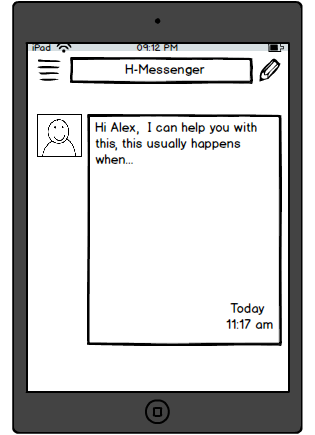 iPad 09:12 PM
H-Messenger
Hi Alex, I can help you with
this, this usually happens
when...
Today
11:17 am